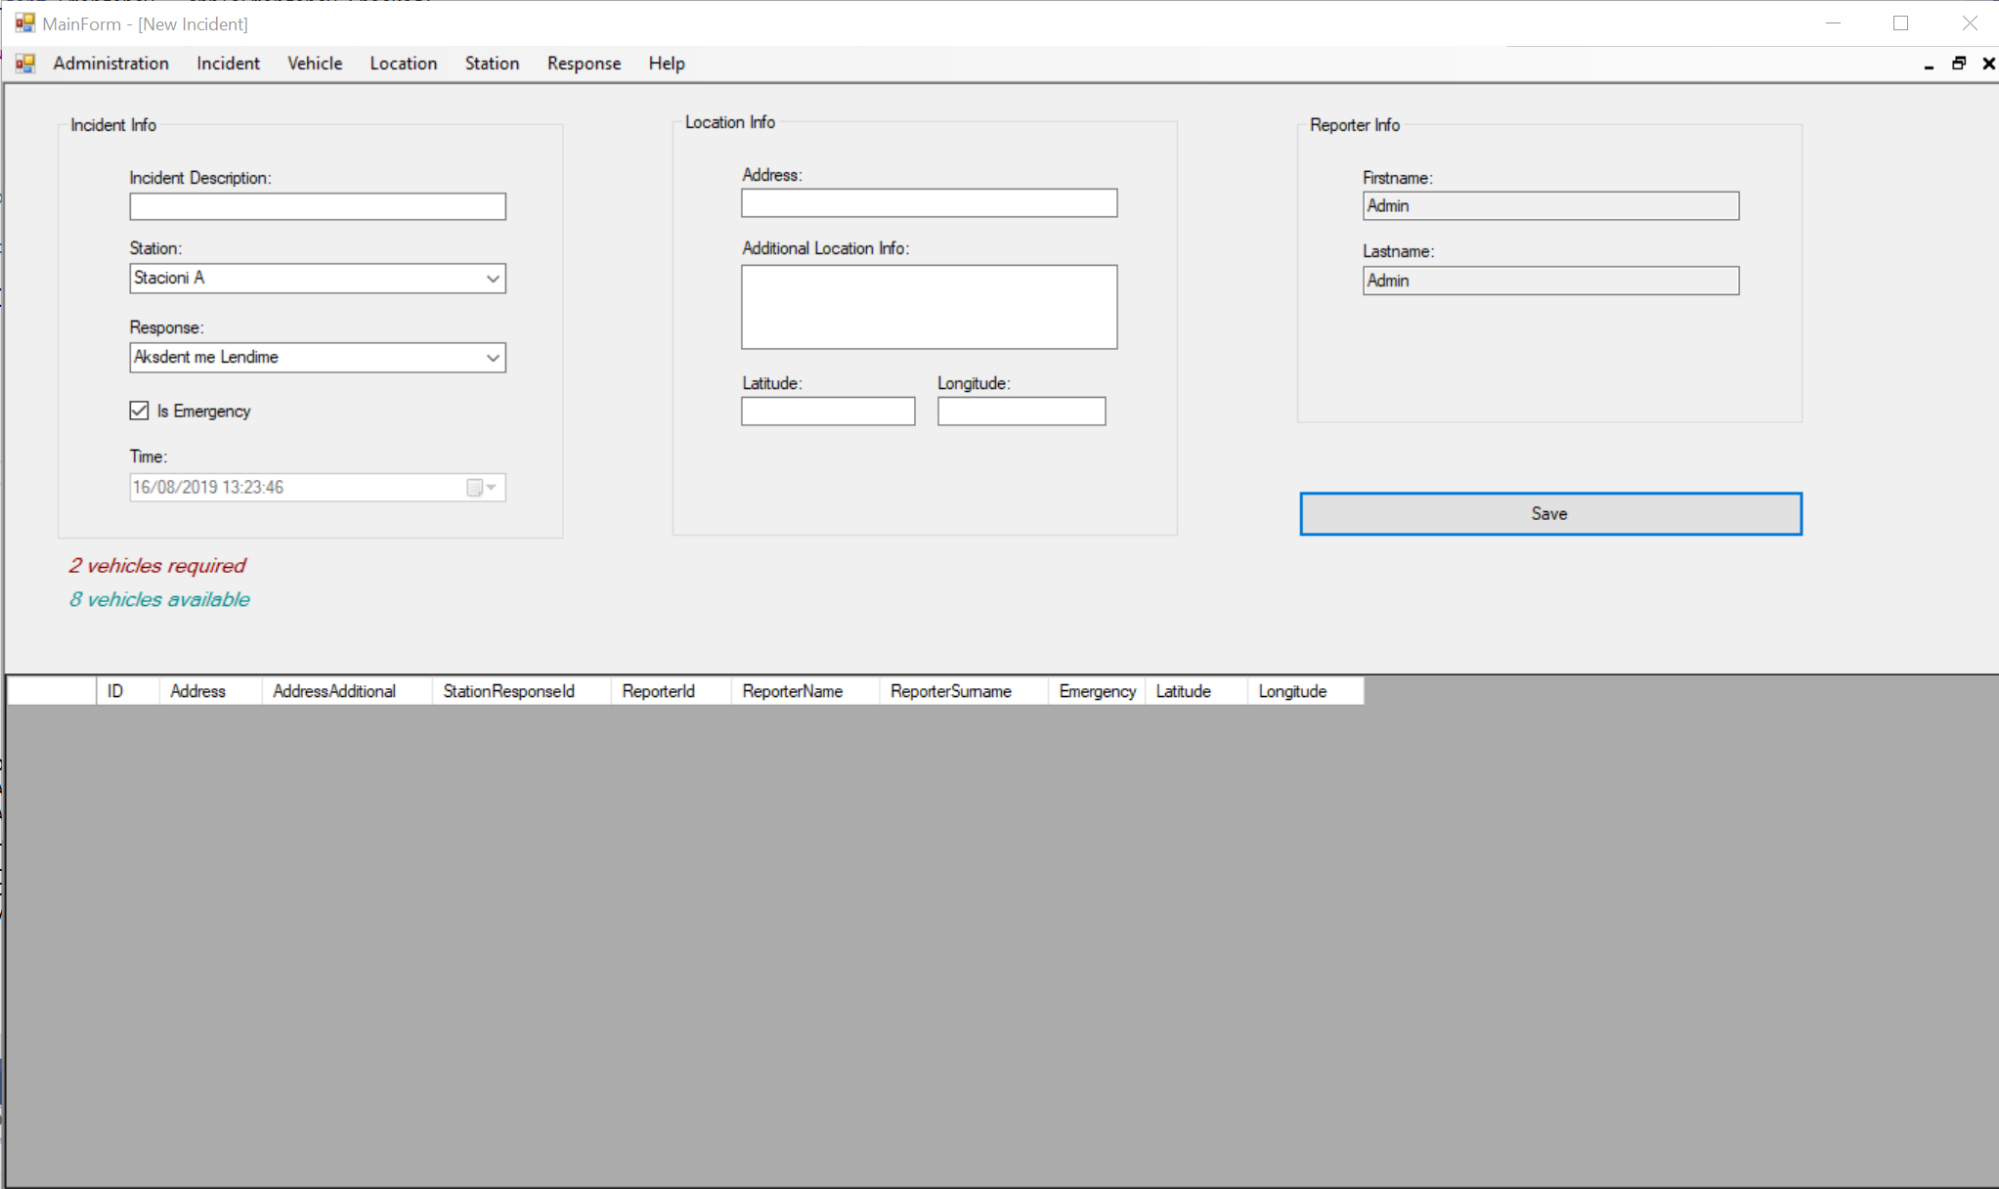 MainForm - [New Incident]
Administration Incident Vehicle Location Station Response Help
Incident Info
Incident Description:
Station:
Stacioni A
Response:
Aksdent me Lendime
Is Emergency
Time:
16/08/2019 13:23:46
2 vehicles required
8 vehicles available
Location Info
Address:
Additional Location Info:
Latitude: Longitude:
Reporter Info
Firstname:
Admin
Lastname:
Admin
Save
ID Address AddressAdditional StationResponseId ReporterId ReporterName ReporterSurname Emergency Latitude Longitude